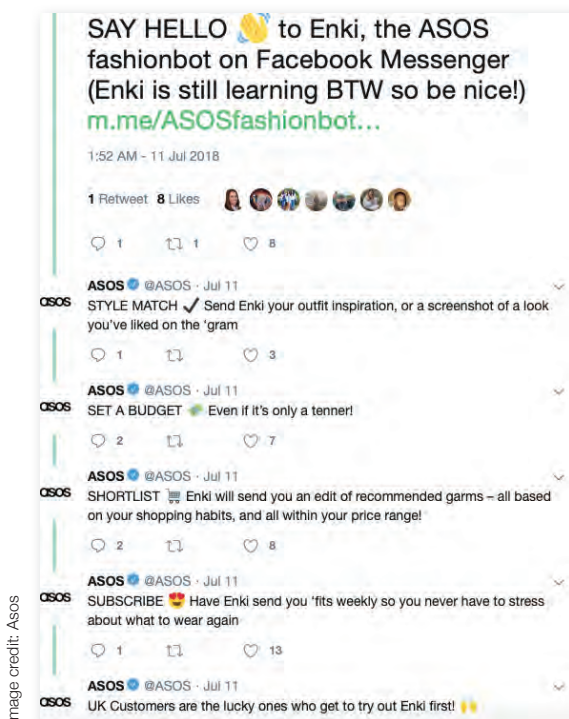 SAY HELLO 👋 to Enki, the ASOS
fashionbot on Facebook Messenger
(Enki is still learning BTW so be nice!)
m.me/ASOSfashionbot...
1:52 AM - 11 Jul 2018
1 Retweet 8 Likes
1 1 8
ASOS @ASOS · Jul 11
asos
STYLE MATCH ✓ Send Enki your outfit inspiration, or a screenshot of a look
you've liked on the 'gram
1 3
ASOS @ASOS · Jul 11
asos
SET A BUDGET 💸 Even if it's only a tenner!
2 7
ASOS @ASOS · Jul 11
asos
SHORTLIST 🛒 Enki will send you an edit of recommended garms – all based
on your shopping habits, and all within your price range!
2 8
ASOS @ASOS · Jul 11
asos
SUBSCRIBE 😍 Have Enki send you 'fits weekly so you never have to stress
about what to wear again
1 13
ASOS @ASOS · Jul 11
asos
UK Customers are the lucky ones who get to try out Enki first! 🙌
mage credit: Asos